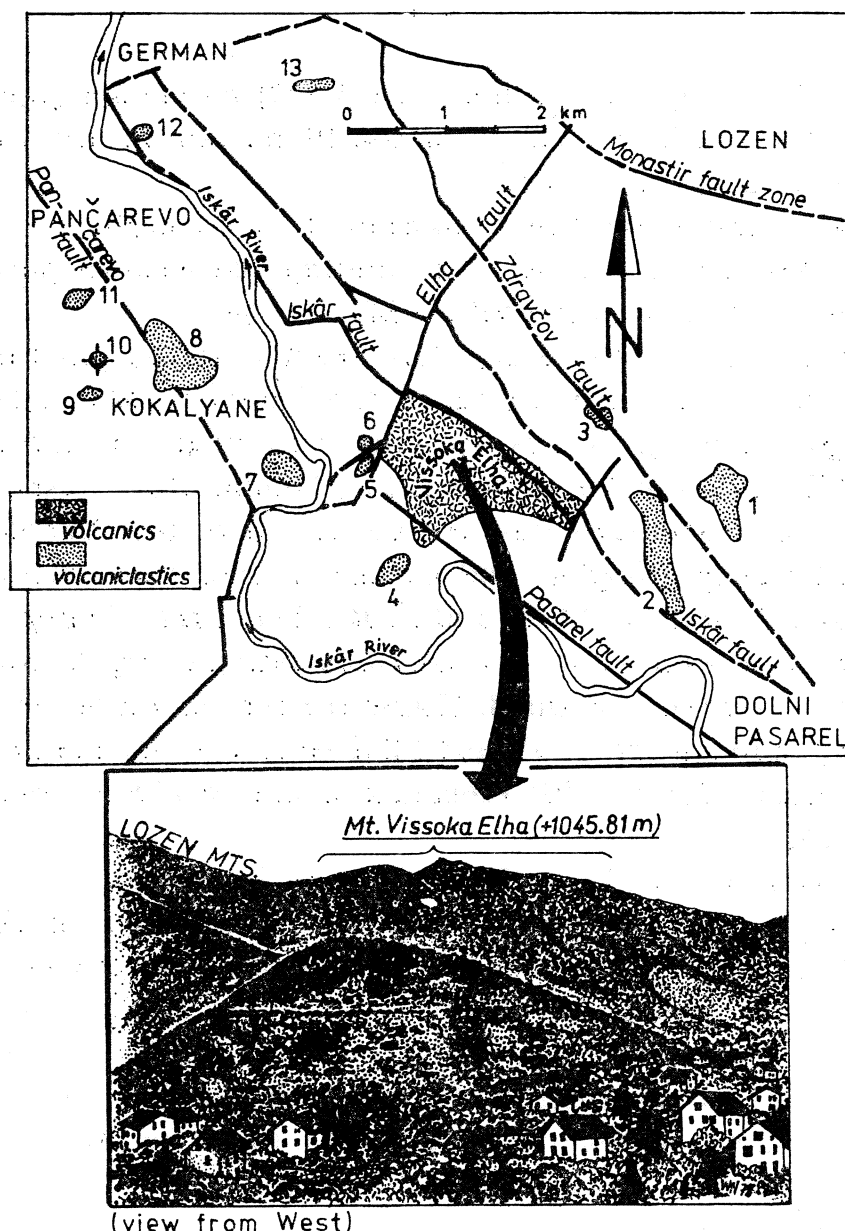 GERMAN
13
0 1 2 km
12
LOZEN
Monastir fault zone
Pančarevo fault
PANČAREVO
Iskâr River
Elha fault
Zdravčov fault
11
8
Iskâr fault
10
9
KOKALYANE
N
3
6
7
5
Vissoka Elha
1
volcanics
volcaniclastics
4
2
Iskâr fault
Pasarel fault
Iskâr River
DOLNI
PASAREL
Mt. Vissoka Elha (+1045.81 m)
LOZEN MTS.
(view from West)